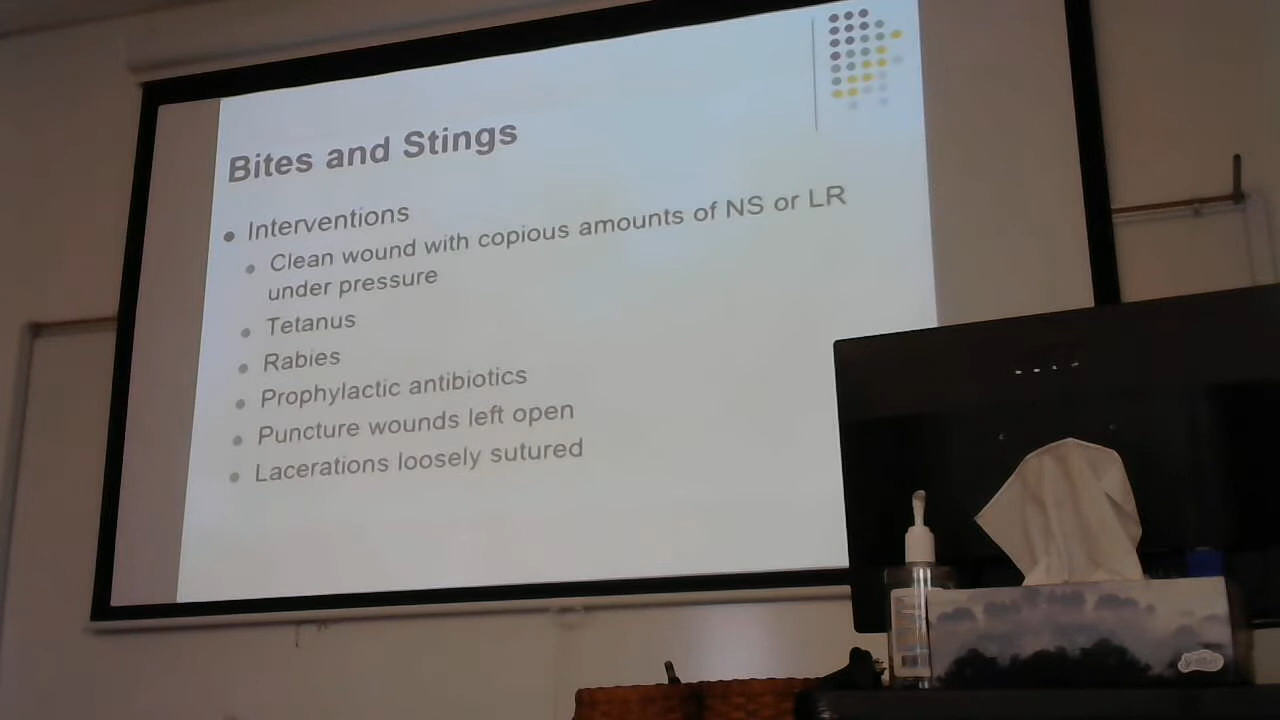 Bites and Stings
Interventions
Clean wound with copious amounts of NS or LR
under pressure
Tetanus
Rabies
Prophylactic antibiotics
Puncture wounds left open
Lacerations loosely sutured